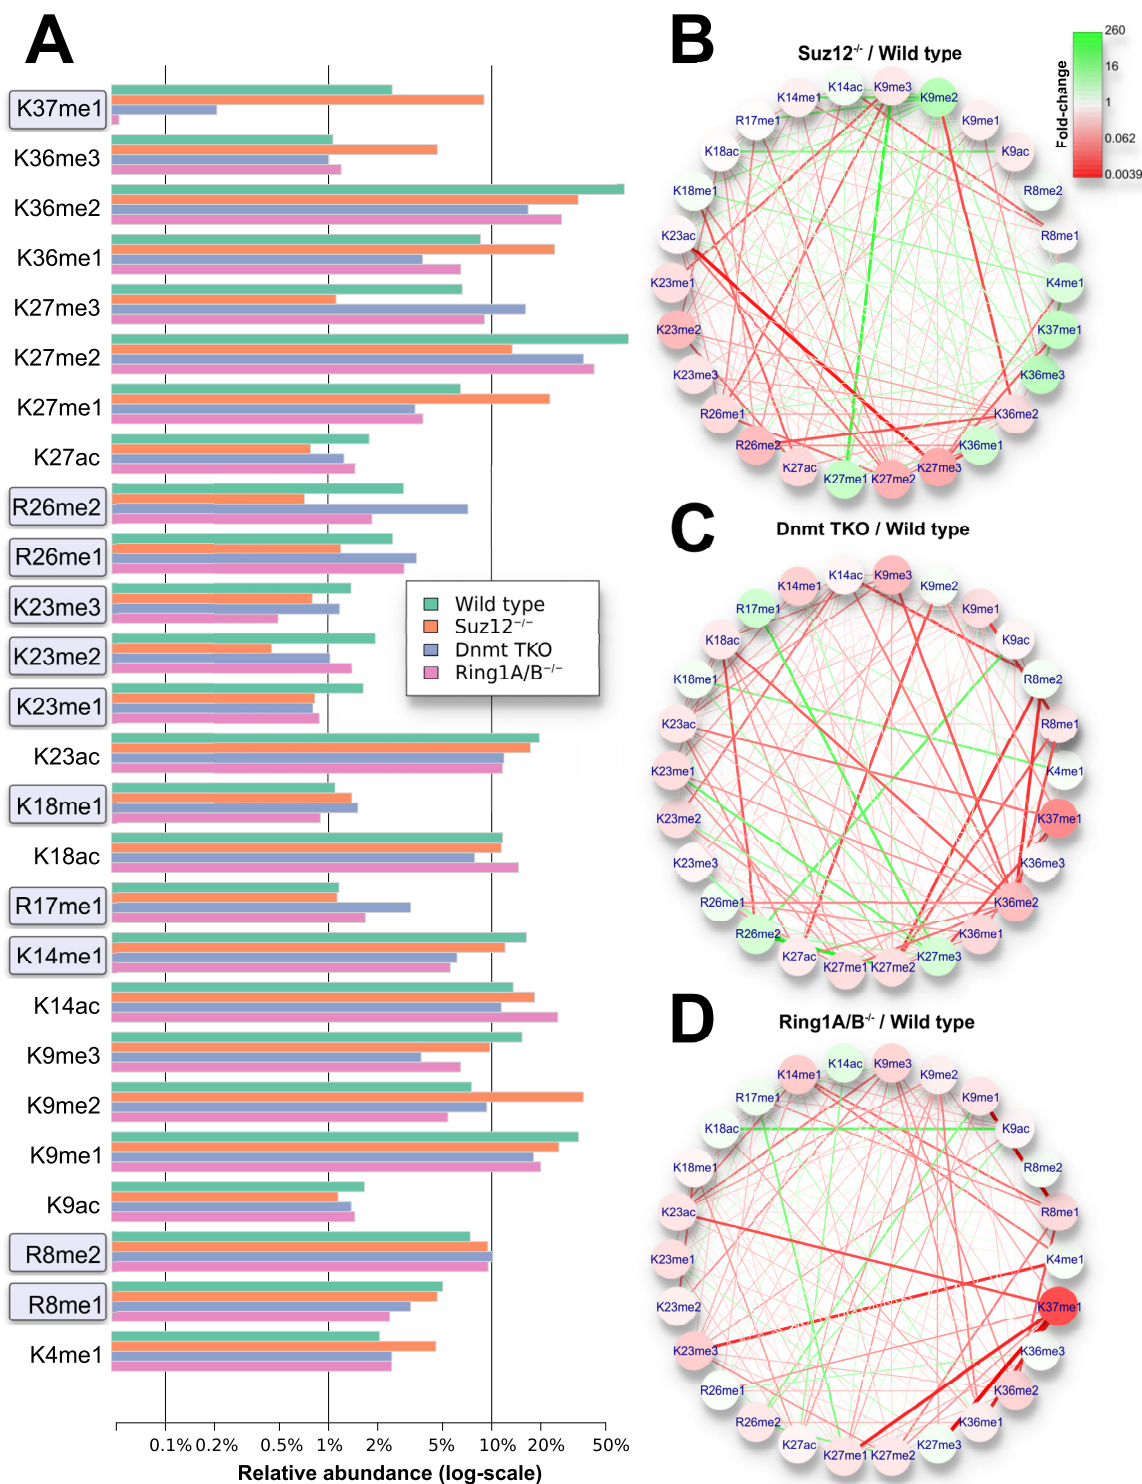 A
K37me1
K36me3
K36me2
K36me1
K27me3
K27me2
K27me1
K27ac
R26me2
R26me1
K23me3
K23me2
K23me1
K23ac
K18me1
K18ac
R17me1
K14me1
K14ac
K9me3
K9me2
K9me1
K9ac
R8me2
R8me1
K4me1
Wild type
Suz12⁻/⁻
Dnmt TKO
Ring1A/B⁻/⁻
0.1% 0.2% 0.5% 1% 2% 5% 10% 20% 50%
Relative abundance (log-scale)
B
Suz12⁻/⁻ / Wild type
Fold-change
260
16
1
0.062
0.0039
K14ac
K9me3
K9me2
K9me1
K9ac
R8me2
R8me1
K4me1
K37me1
K36me3
K36me2
K36me1
K27me3
K27me2
K27me1
K27ac
R26me2
R26me1
K23me3
K23me2
K23me1
K23ac
K18me1
K18ac
R17me1
K14me1
C
Dnmt TKO / Wild type
K14ac
K9me3
K9me2
K9me1
K9ac
R8me2
R8me1
K4me1
K37me1
K36me3
K36me2
K36me1
K27me3
K27me2
K27me1
K27ac
R26me2
R26me1
K23me3
K23me2
K23me1
K23ac
K18me1
K18ac
R17me1
K14me1
D
Ring1A/B⁻/⁻ / Wild type
K14ac
K9me3
K9me2
K9me1
K9ac
R8me2
R8me1
K4me1
K37me1
K36me3
K36me2
K36me1
K27me3
K27me2
K27me1
K27ac
R26me2
R26me1
K23me3
K23me2
K23me1
K23ac
K18me1
K18ac
R17me1
K14me1